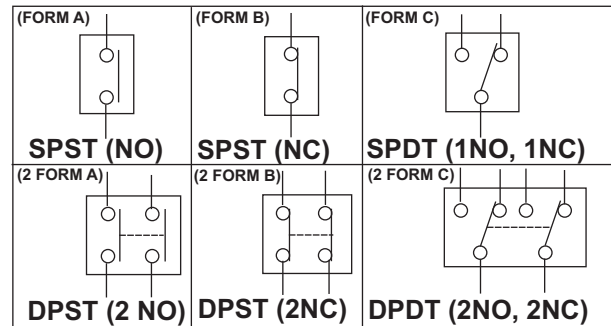 (FORM A)
(FORM B)
(FORM C)
SPST (NO)
SPST (NC)
SPDT (1NO, 1NC)
(2 FORM A)
(2 FORM B)
(2 FORM C)
DPST (2 NO)
DPST (2NC)
DPDT (2NO, 2NC)